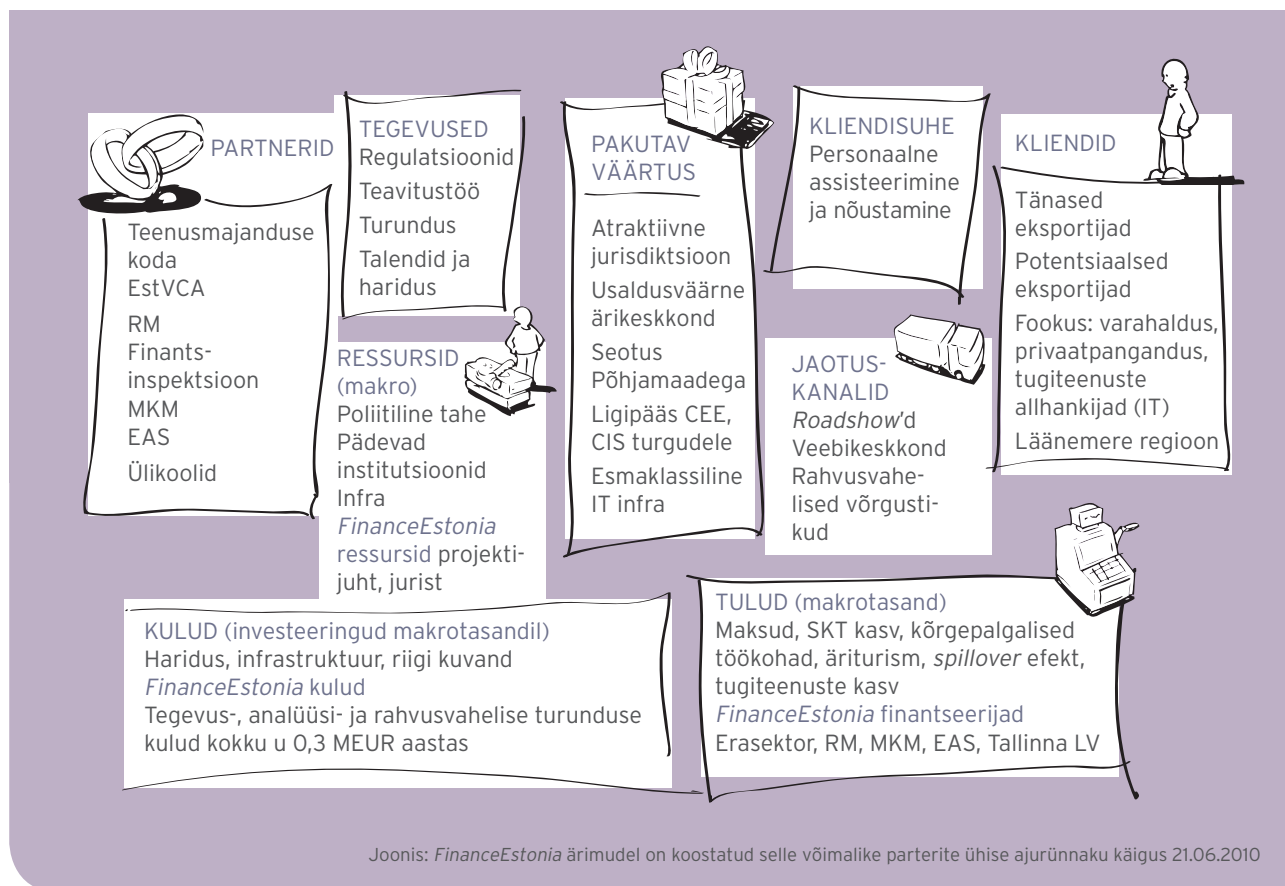 PARTNERID
Teenusmajanduse
koda
EstVCA
RM
Finants-
inspektsioon
MKM
EAS
Ülikoolid
TEGEVUSED
Regulatsioonid
Teavitustöö
Turundus
Talendid ja
haridus
RESSURSID
(makro)
Poliitiline tahe
Pädevad
institutsioonid
Infra
FinanceEstonia
ressursid projekti-
juht, jurist
PAKUTAV
VÄÄRTUS
Atraktiivne
jurisdiktsioon
Usaldusväärne
ärikeskkond
Seotus
Põhjamaadega
Ligipääs CEE,
CIS turgudele
Esmaklassiline
IT infra
KLIENDISUHE
Personaalne
assisteerimine
ja nõustamine
JAOTUS-
KANALID
Roadshow'd
Veebikeskkond
Rahvusvahe-
lised võrgusti-
kud
KLIENDID
Tänased
eksportijad
Potentsiaalsed
eksportijad
Fookus: varahaldus,
privaatpangandus,
tugiteenuste
allhankijad (IT)
Läänemere regioon
KULUD (investeeringud makrotasandil)
Haridus, infrastruktuur, riigi kuvand
FinanceEstonia kulud
Tegevus-, analüüsi- ja rahvusvahelise turunduse
kulud kokku u 0,3 MEUR aastas
TULUD (makrotasand)
Maksud, SKT kasv, kõrgepalgalised
töökohad, äriturism, spillover efekt,
tugiteenuste kasv
FinanceEstonia finantseerijad
Erasektor, RM, MKM, EAS, Tallinna LV
Joonis: FinanceEstonia ärimudel on koostatud selle võimalike parterite ühise ajurünnaku käigus 21.06.2010